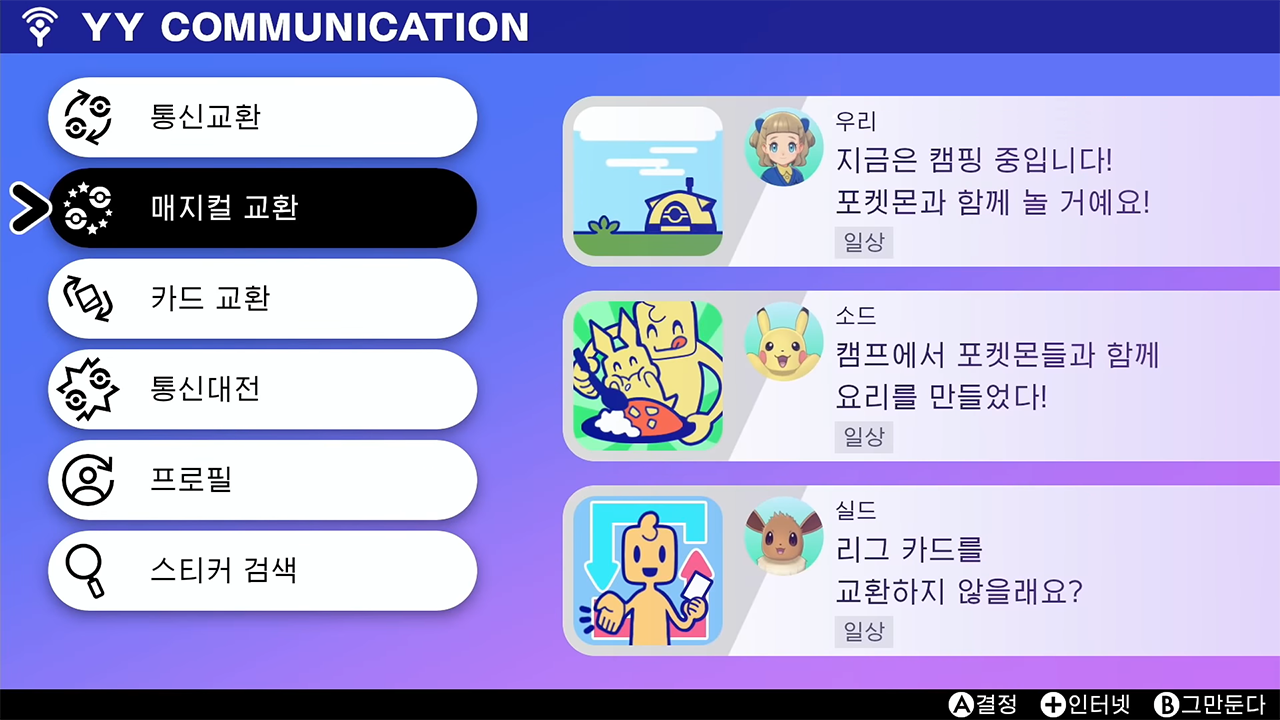 YY COMMUNICATION
통신교환
매지컬 교환
카드 교환
통신대전
프로필
스티커 검색
우리
지금은 캠핑 중입니다!
포켓몬과 함께 놀 거예요!
일상
소드
캠프에서 포켓몬들과 함께
요리를 만들었다!
일상
실드
리그 카드를
교환하지 않을래요?
일상
A결정 +인터넷 B그만둔다